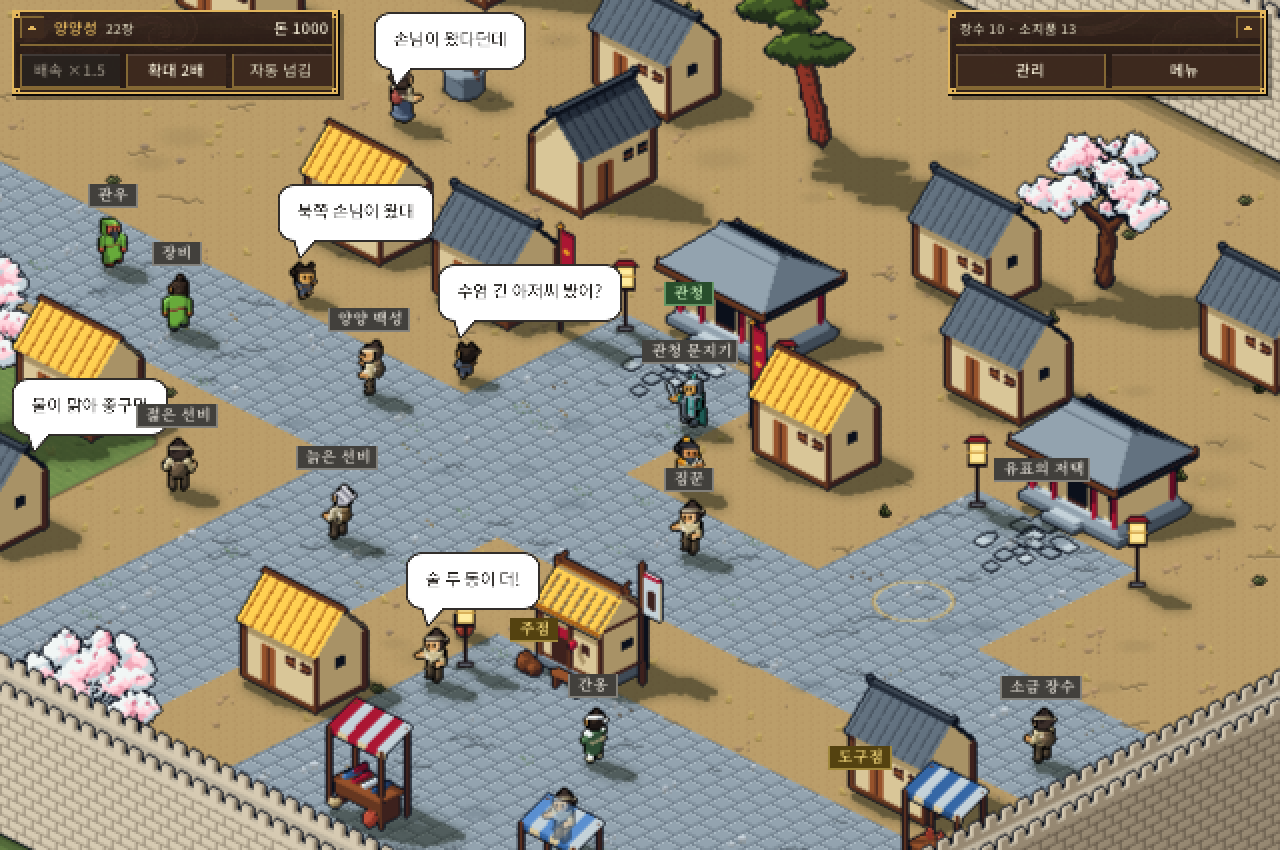 양양성 22장
돈 1000
배속 ×1.5
확대 2배
자동 넘김
장수 10 · 소지품 13
관리
메뉴
손님이 왔다던데
관우
북쪽 손님이 왔대
장비
수염 긴 아저씨 봤어?
관청
양양 백성
관청 문지기
물이 맑아 좋구먼
젊은 선비
늙은 선비
유표의 저택
짐꾼
술 두 동이 더!
주점
간옹
소금 장수
도구점